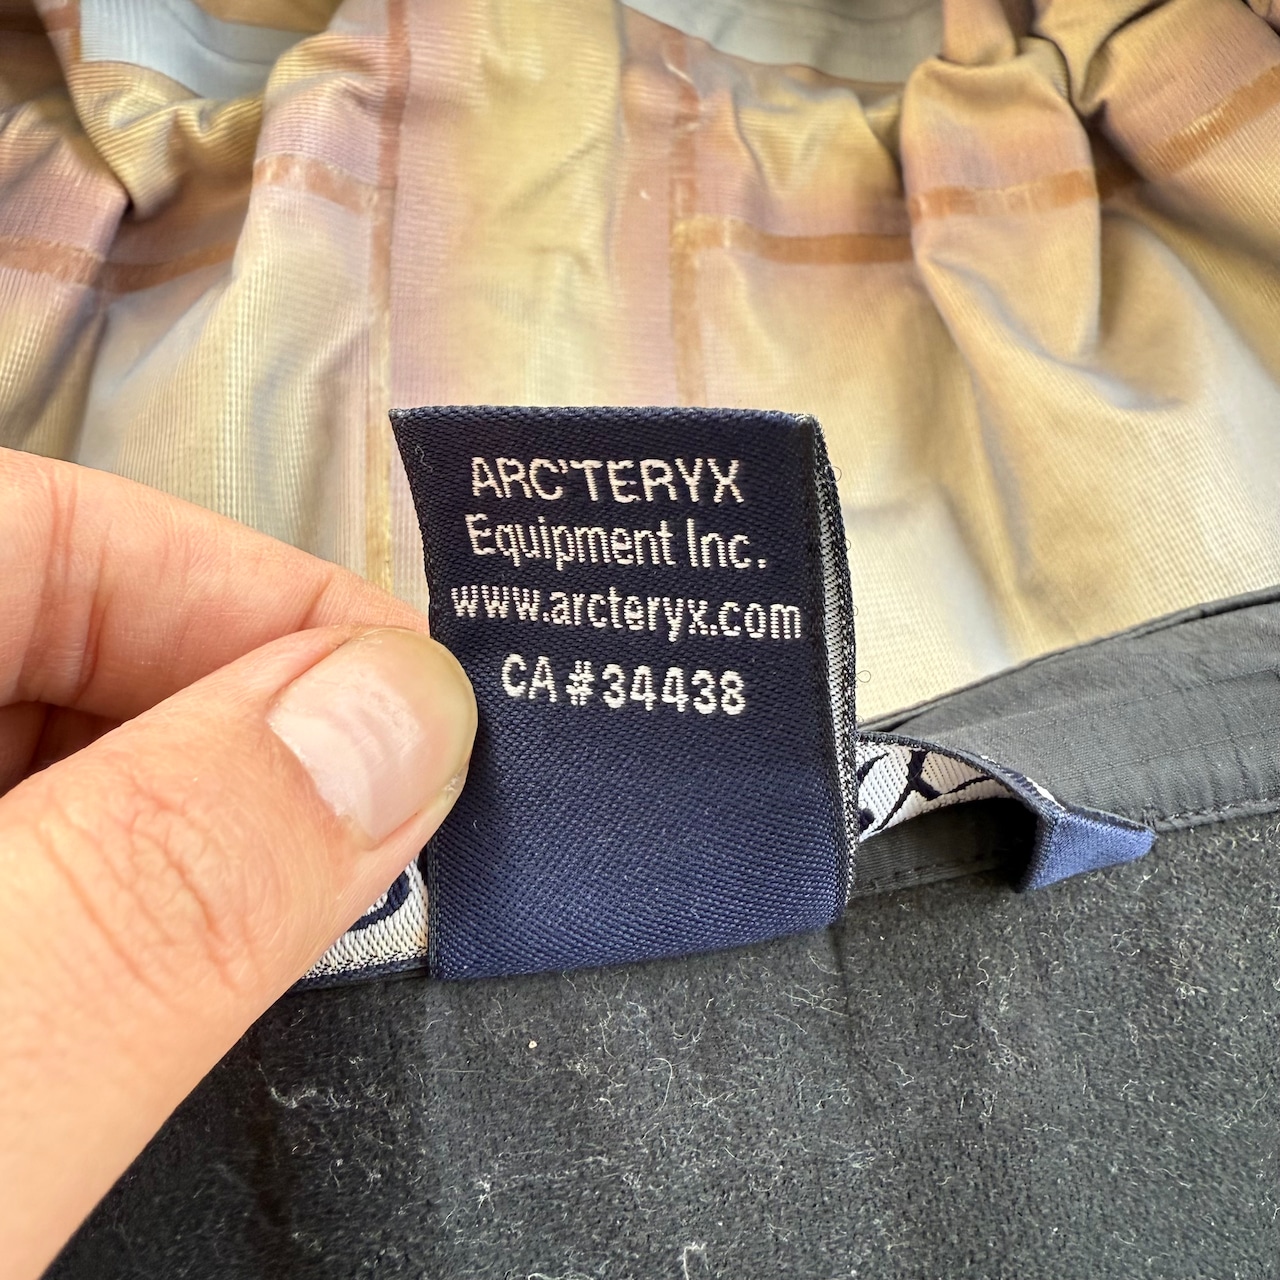 ARC'TERYX
Equipment Inc.
www.arcteryx.com
CA#34438